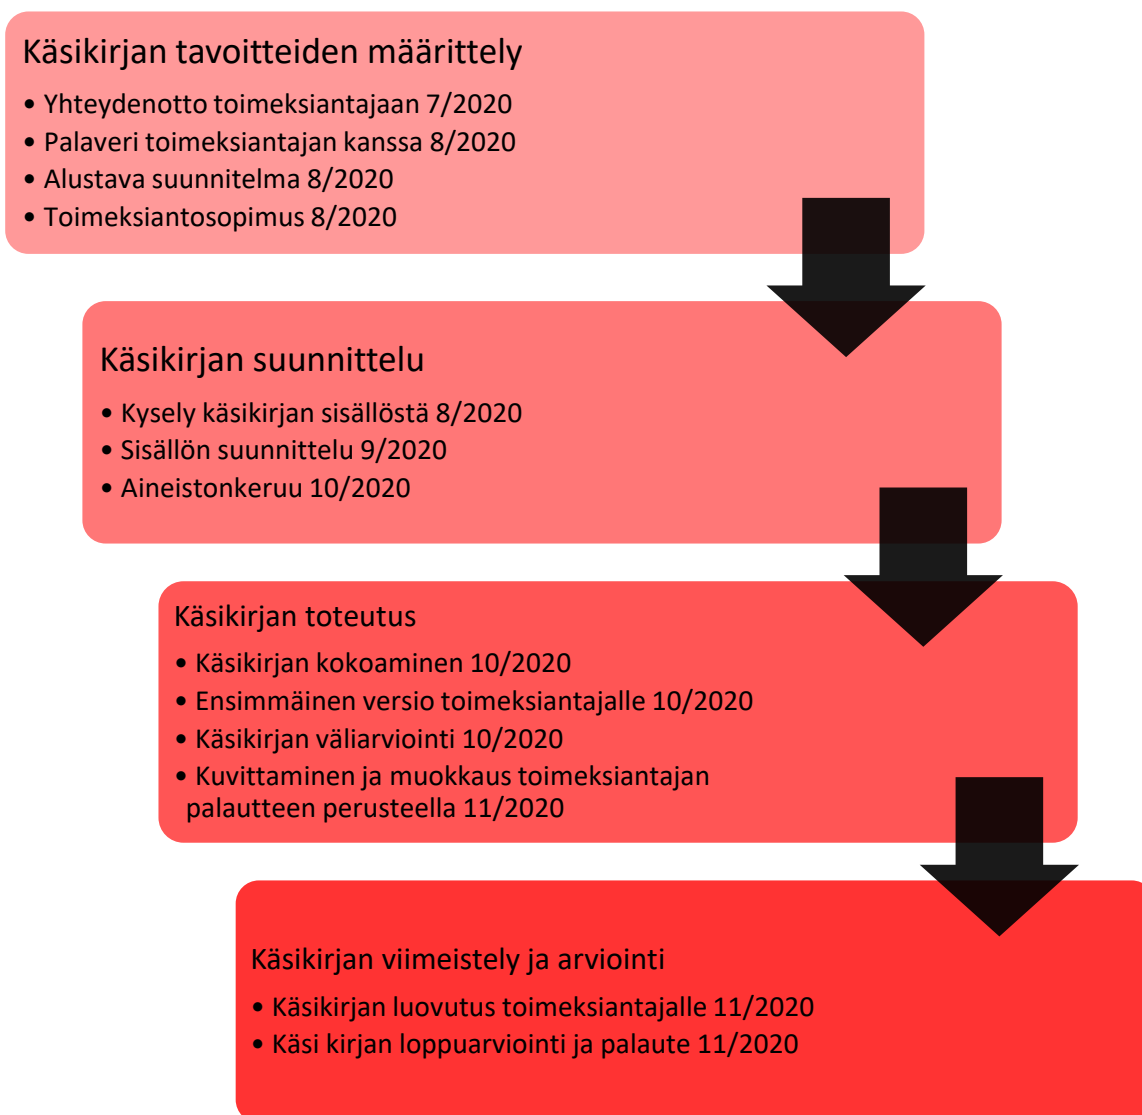 Käsikirjan tavoitteiden määrittely
• Yhteydenotto toimeksiantajaan 7/2020
• Palaveri toimeksiantajan kanssa 8/2020
• Alustava suunnitelma 8/2020
• Toimeksiantosopimus 8/2020
Käsikirjan suunnittelu
• Kysely käsikirjan sisällöstä 8/2020
• Sisällön suunnittelu 9/2020
• Aineistonkeruu 10/2020
Käsikirjan toteutus
• Käsikirjan kokoaminen 10/2020
• Ensimmäinen versio toimeksiantajalle 10/2020
• Käsikirjan väliarviointi 10/2020
• Kuvittaminen ja muokkaus toimeksiantajan
palautteen perusteella 11/2020
Käsikirjan viimeistely ja arviointi
• Käsikirjan luovutus toimeksiantajalle 11/2020
• Käsi kirjan loppuarviointi ja palaute 11/2020